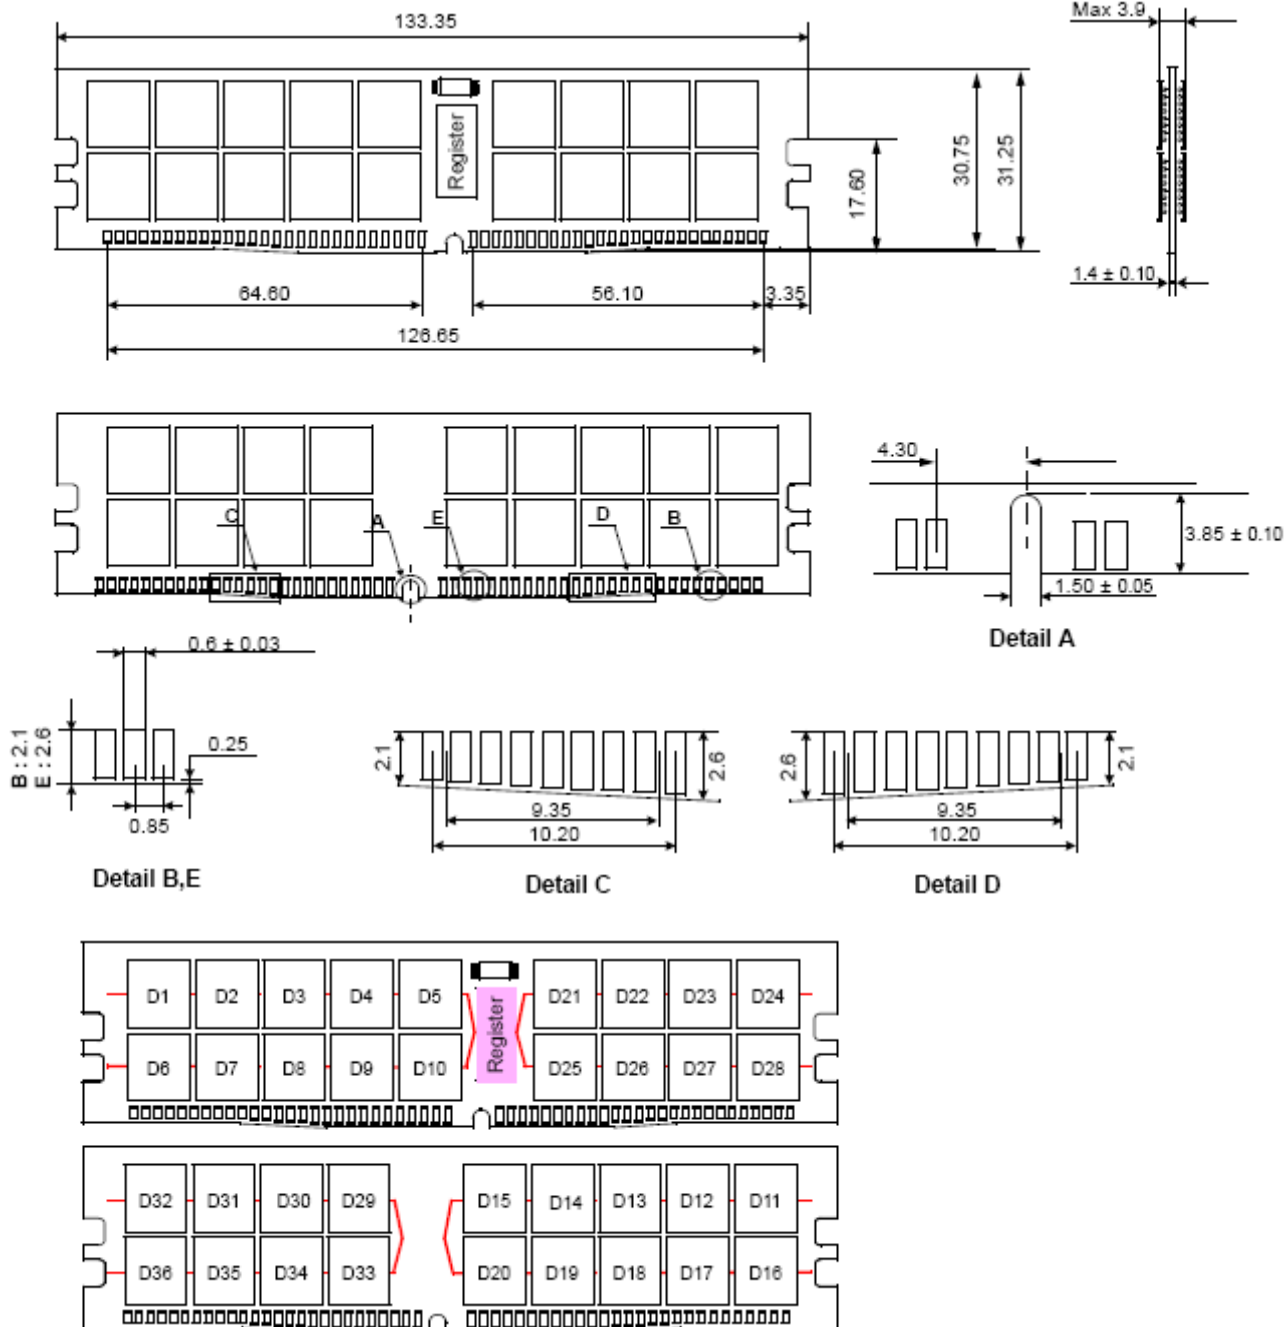 133.35
Max 3.9
Register
17.60
30.75
31.25
1.4 ± 0.10
64.60
56.10
3.35
126.65
4.30
C
A
E
D
B
3.85 ± 0.10
1.50 ± 0.05
Detail A
0.6 ± 0.03
B : 2.1
E : 2.6
0.25
0.85
Detail B,E
2.1
2.6
9.35
10.20
Detail C
2.6
2.1
9.35
10.20
Detail D
D1 D2 D3 D4 D5 D21 D22 D23 D24
Register
D6 D7 D8 D9 D10 D25 D26 D27 D28
D32 D31 D30 D29 D15 D14 D13 D12 D11
D36 D35 D34 D33 D20 D19 D18 D17 D16